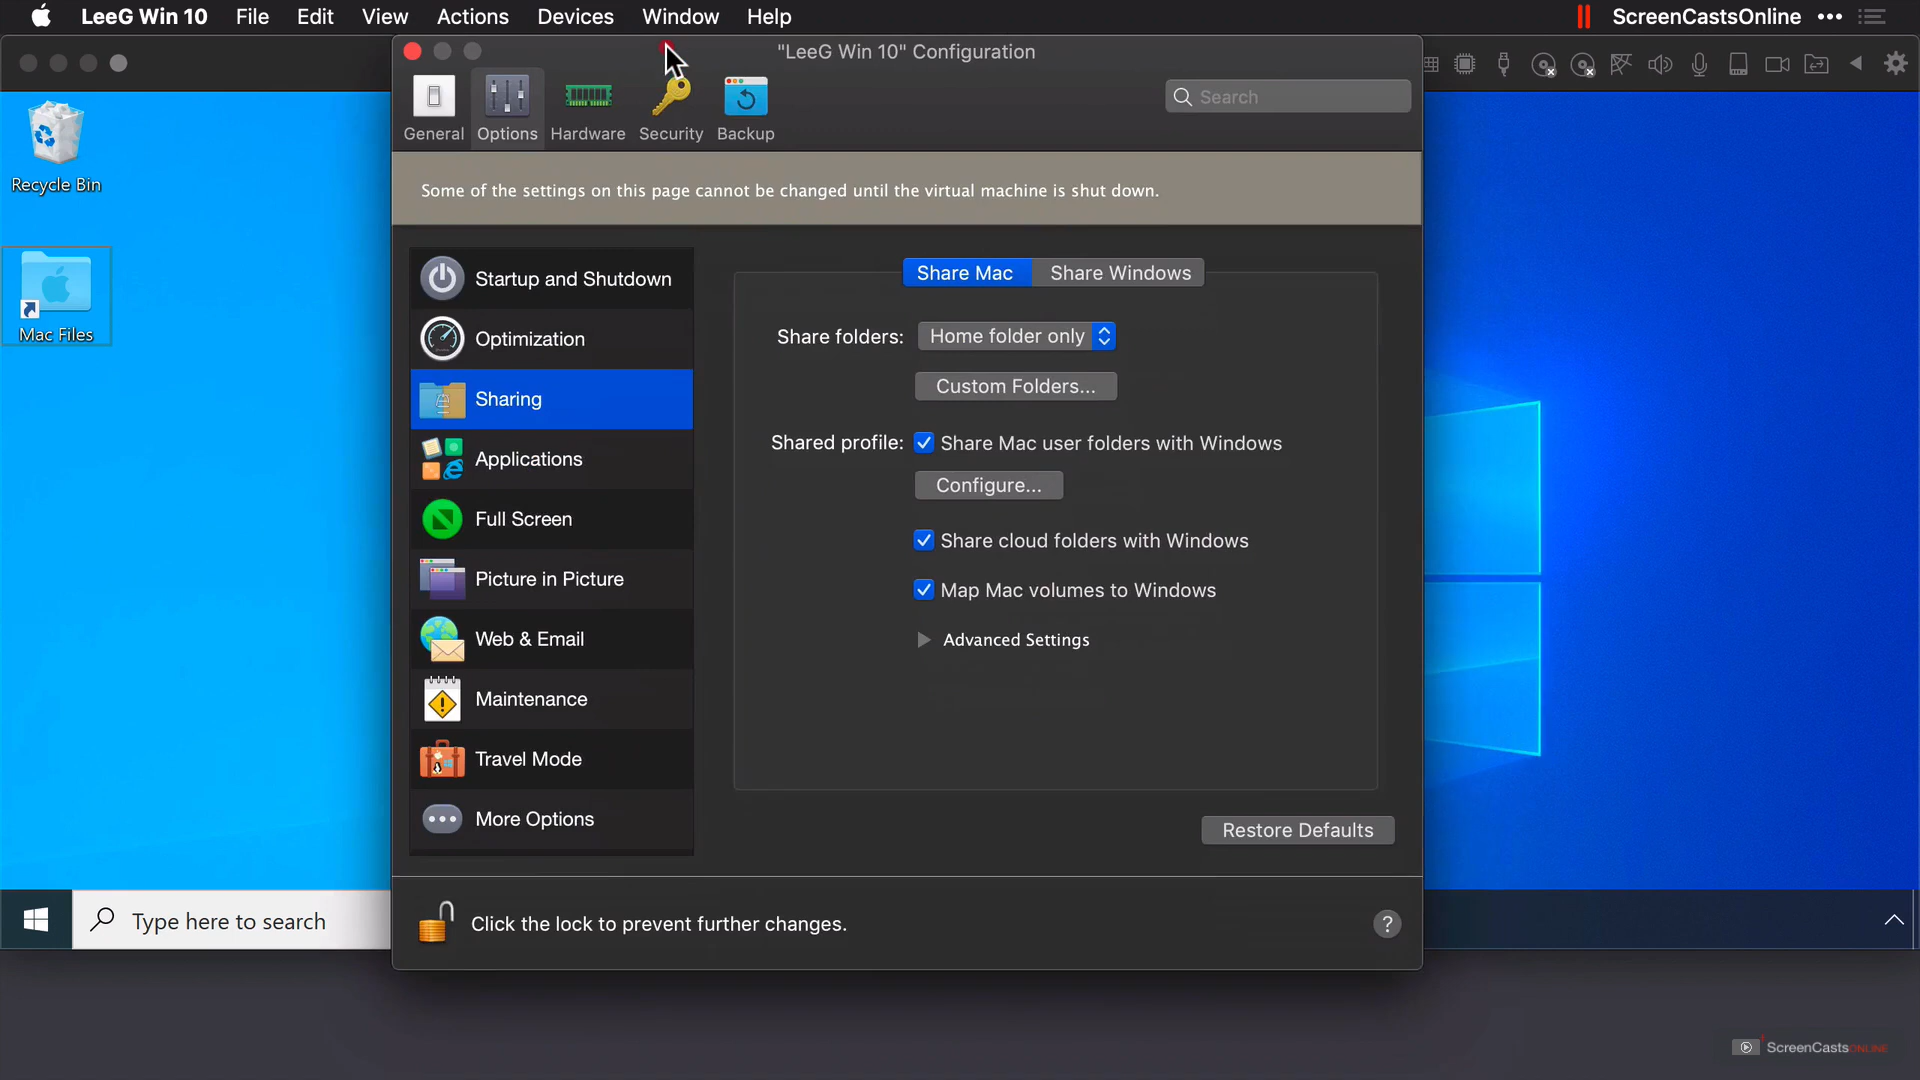 LeeG Win 10 File Edit View Actions Devices Window Help ScreenCastsOnline
"LeeG Win 10" Configuration
General Options Hardware Security Backup
Search
Some of the settings on this page cannot be changed until the virtual machine is shut down.
Recycle Bin
Mac Files
Startup and Shutdown
Optimization
Sharing
Applications
Full Screen
Picture in Picture
Web & Email
Maintenance
Travel Mode
More Options
Share Mac Share Windows
Share folders: Home folder only
Custom Folders...
Shared profile: Share Mac user folders with Windows
Configure...
Share cloud folders with Windows
Map Mac volumes to Windows
Advanced Settings
Restore Defaults
Click the lock to prevent further changes. ?
Type here to search
ScreenCastsONLINE